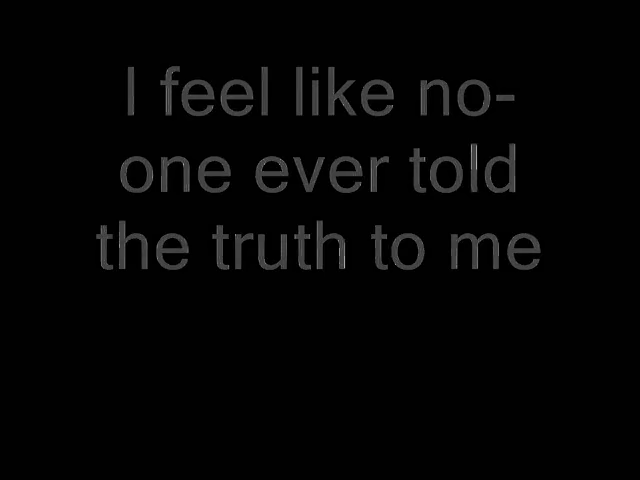 I feel like no-
one ever told
the truth to me